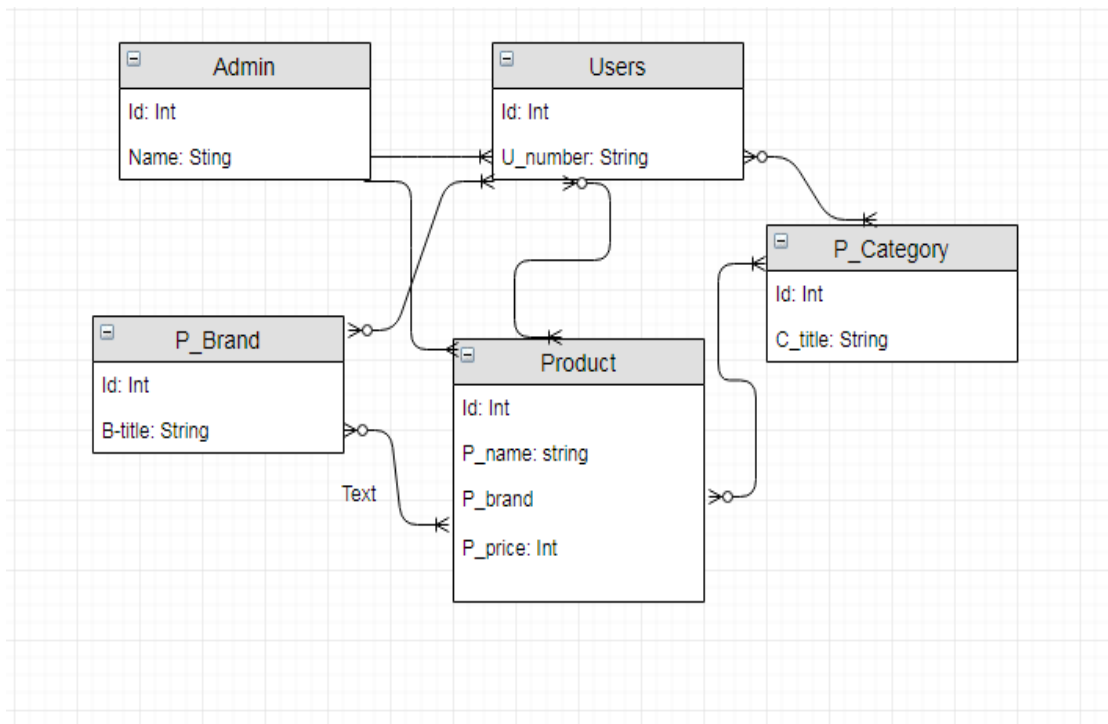 Admin
Id: Int
Name: Sting
Users
Id: Int
U_number: String
P_Category
Id: Int
C_title: String
P_Brand
Id: Int
B-title: String
Text
Product
Id: Int
P_name: string
P_brand
P_price: Int